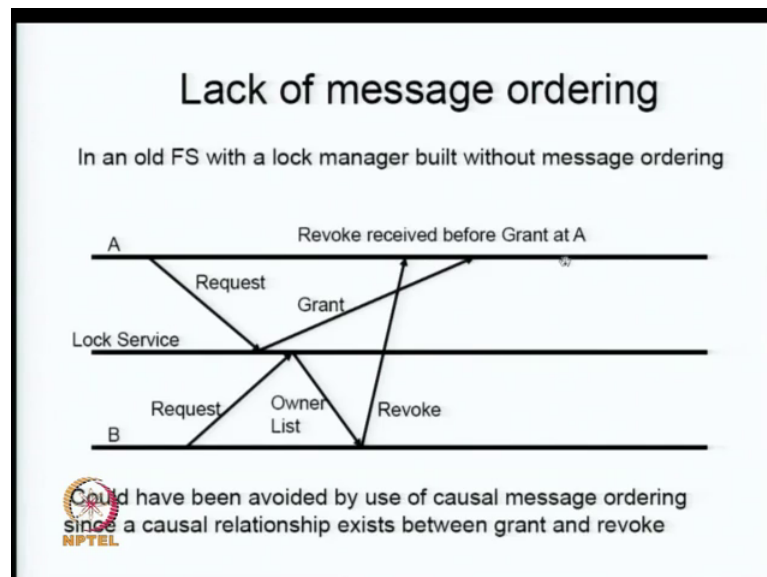 Lack of message ordering
In an old FS with a lock manager built without message ordering
A
Revoke received before Grant at A
Request
Grant
Lock Service
Request
Owner
List
Revoke
B
Could have been avoided by use of causal message ordering
since a causal relationship exists between grant and revoke
NPTEL